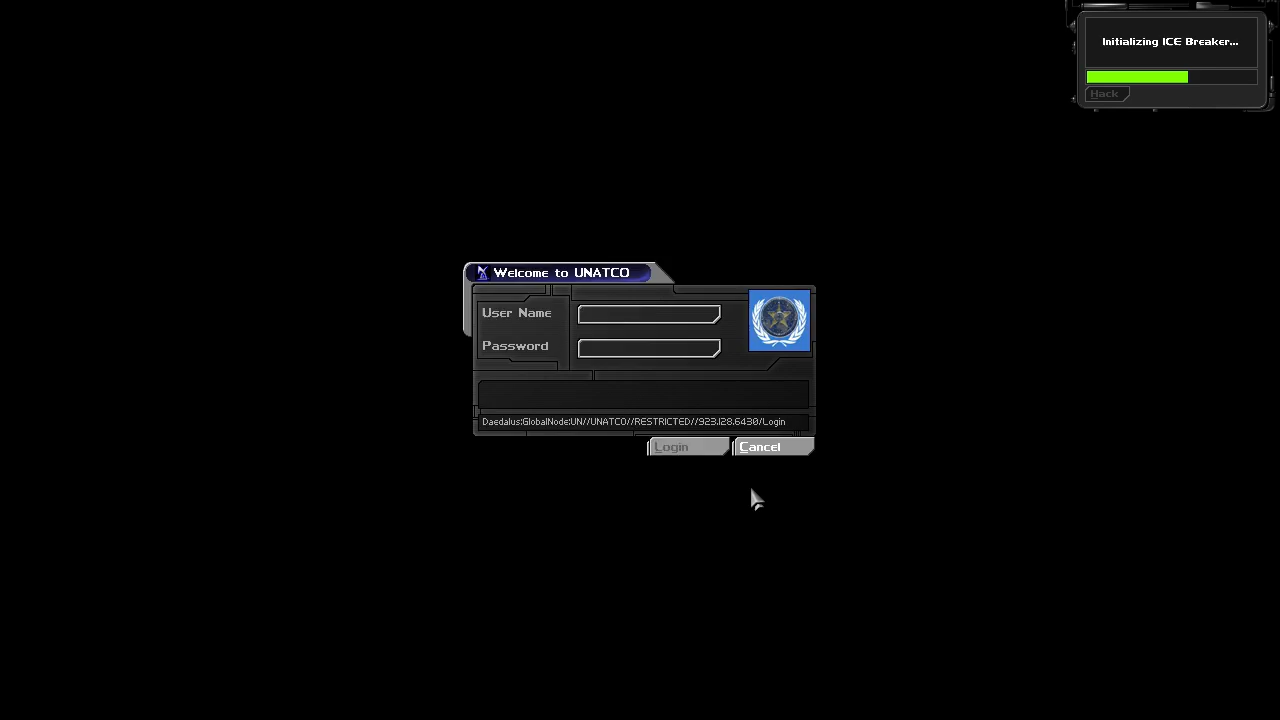 Initializing ICE Breaker...
Hack
Welcome to UNATCO
User Name
Password
Daedalus:GlobalNode:UN//UNATCO//RESTRICTED//923.128.6430/Login
Login
Cancel